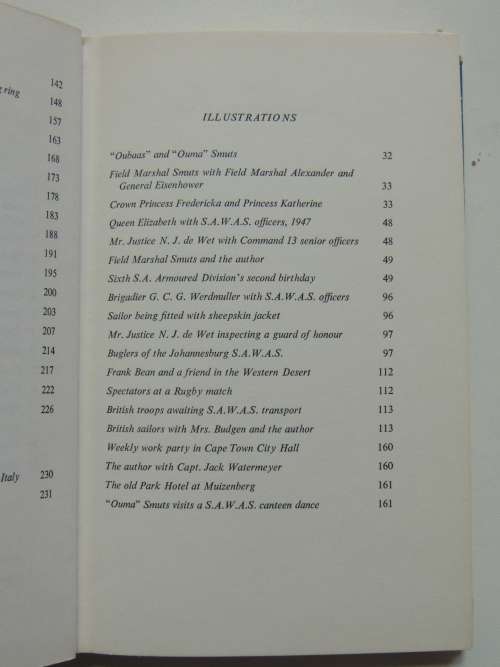 142
ring
148
157
163
168
173
178
183
188
191
195
200
203
207
214
217
222
226
Italy 230
231
ILLUSTRATIONS
"Oubaas" and "Ouma" Smuts 32
Field Marshal Smuts with Field Marshal Alexander and
General Eisenhower 33
Crown Princess Fredericka and Princess Katherine 33
Queen Elizabeth with S.A.W.A.S. officers, 1947 48
Mr. Justice N. J. de Wet with Command 13 senior officers 48
Field Marshal Smuts and the author 49
Sixth S.A. Armoured Division's second birthday 49
Brigadier G. C. G. Werdmuller with S.A.W.A.S. officers 96
Sailor being fitted with sheepskin jacket 96
Mr. Justice N. J. de Wet inspecting a guard of honour 97
Buglers of the Johannesburg S.A.W.A.S. 97
Frank Bean and a friend in the Western Desert 112
Spectators at a Rugby match 112
British troops awaiting S.A.W.A.S. transport 113
British sailors with Mrs. Budgen and the author 113
Weekly work party in Cape Town City Hall 160
The author with Capt. Jack Watermeyer 160
The old Park Hotel at Muizenberg 161
"Ouma" Smuts visits a S.A.W.A.S. canteen dance 161